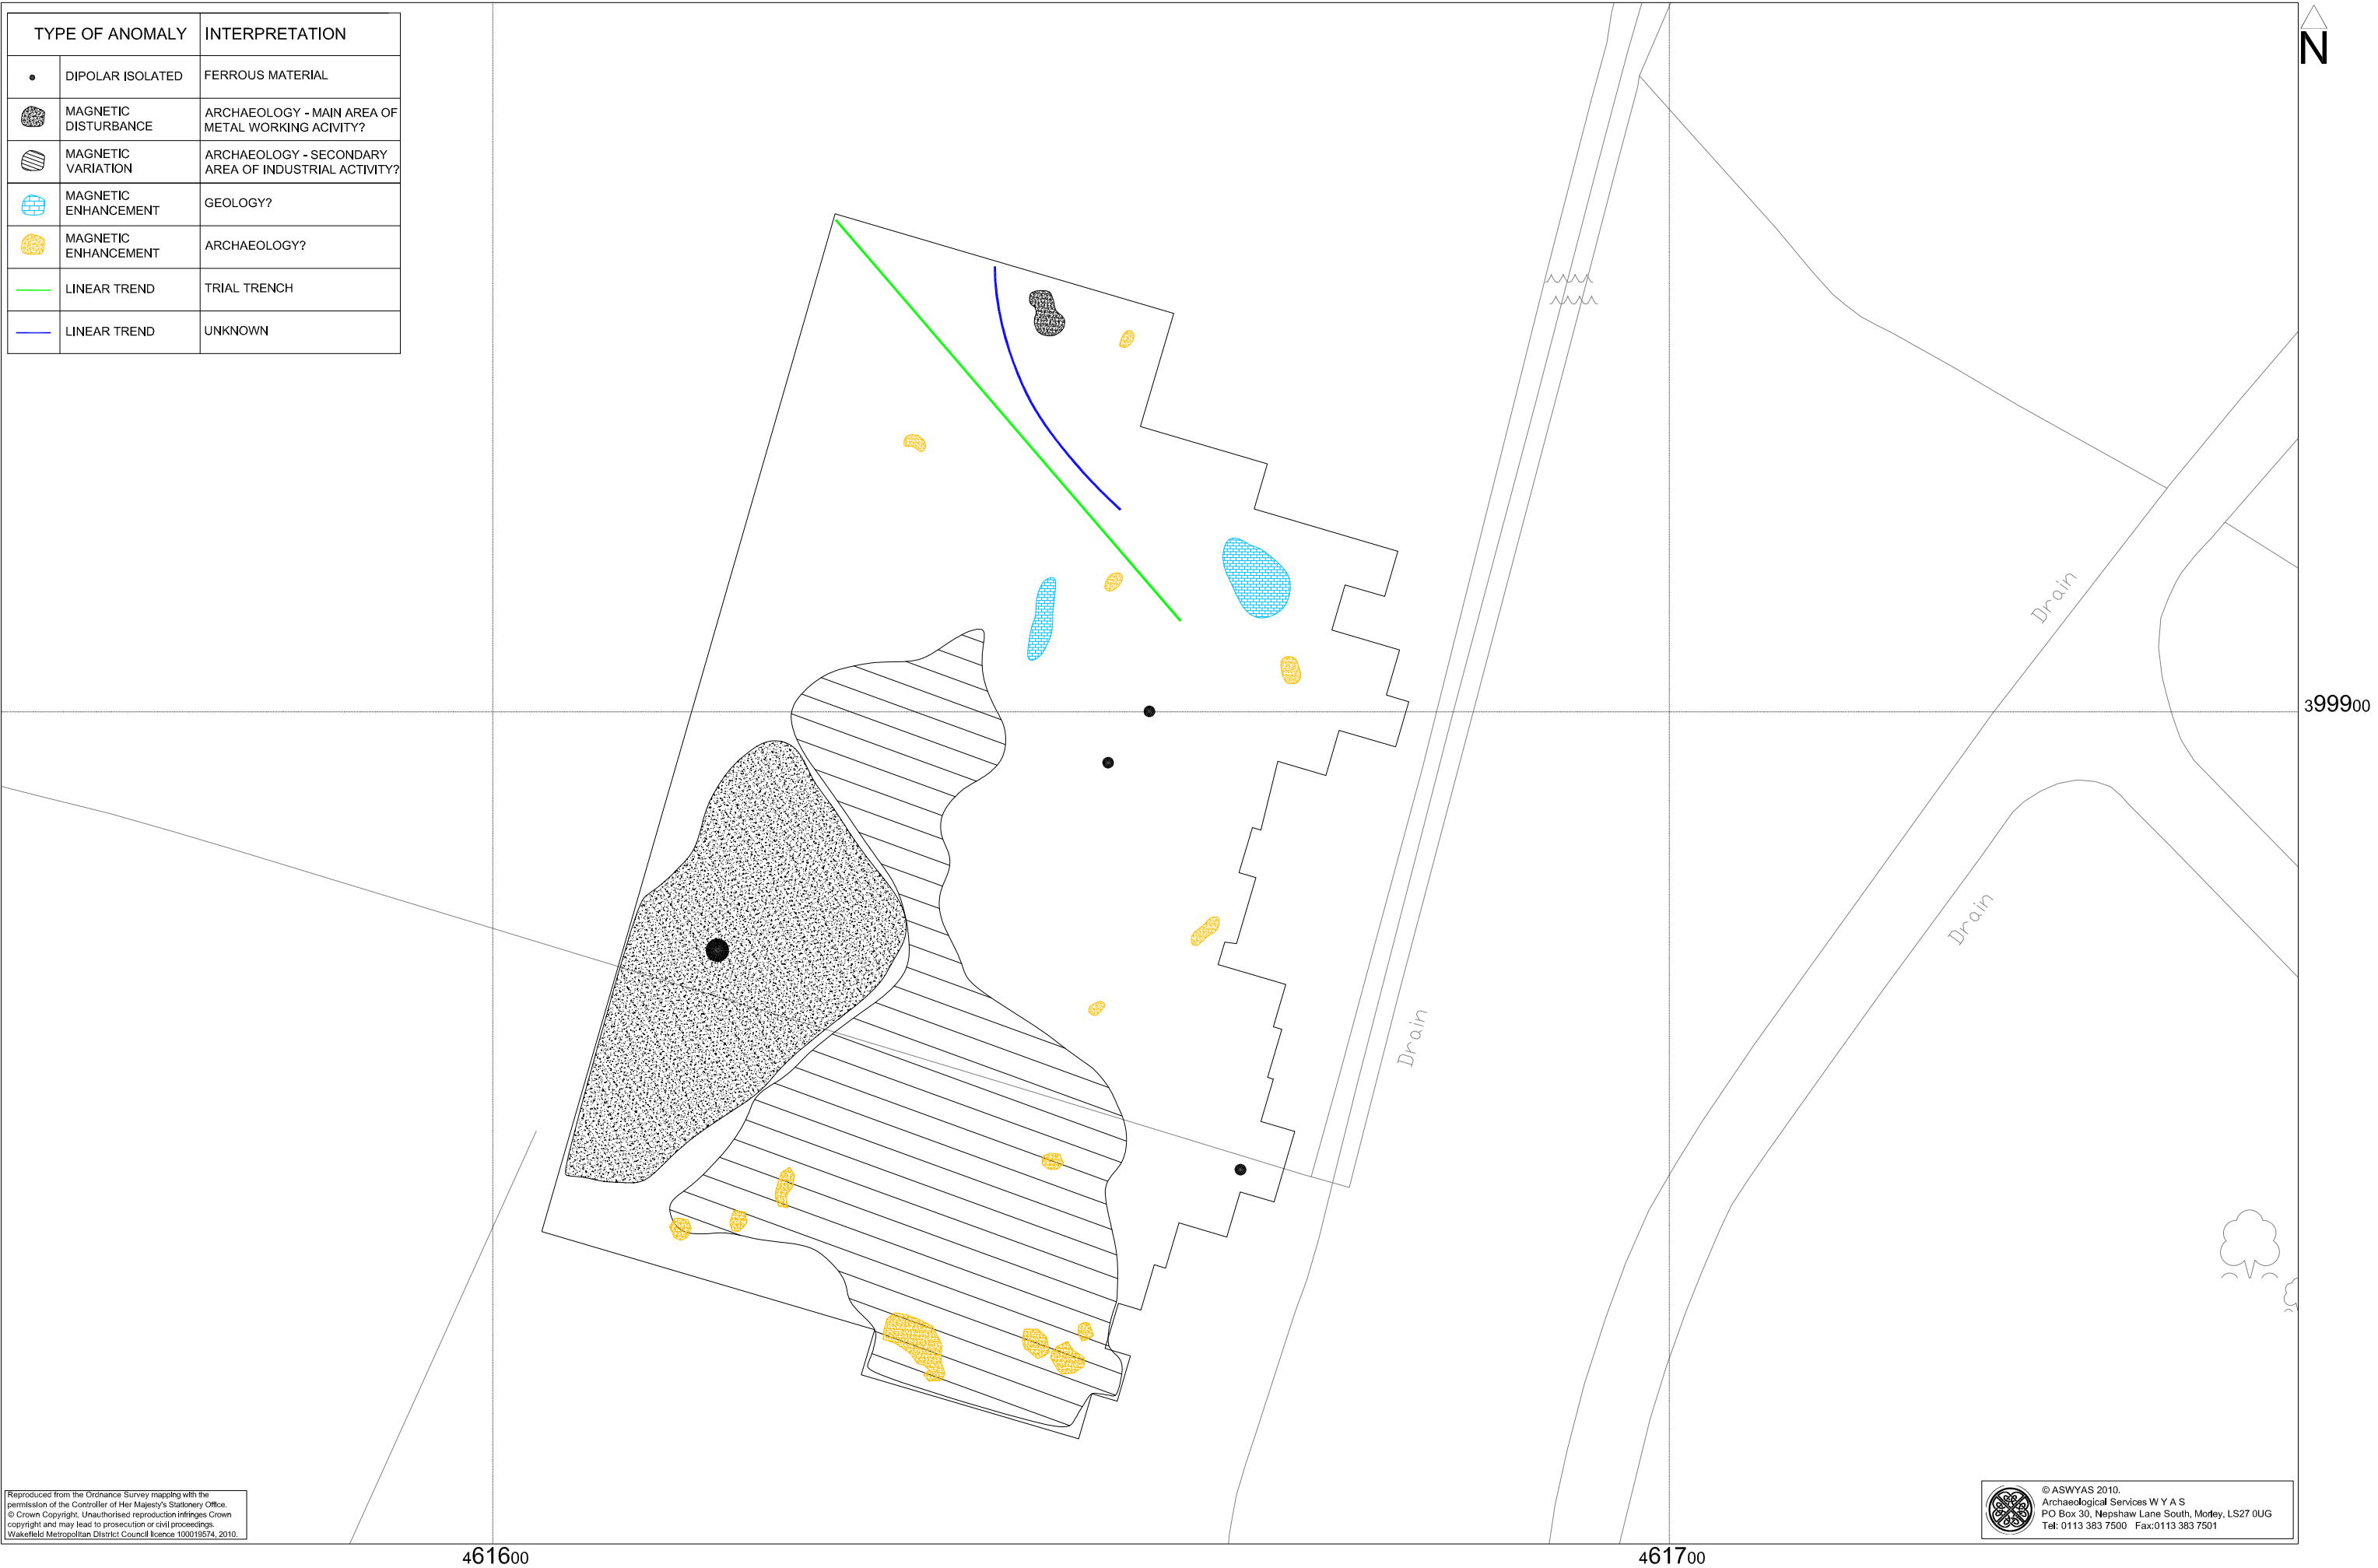 TYPE OF ANOMALY INTERPRETATION
DIPOLAR ISOLATED FERROUS MATERIAL
MAGNETIC
DISTURBANCE
ARCHAEOLOGY - MAIN AREA OF
METAL WORKING ACIVITY?
MAGNETIC
VARIATION
ARCHAEOLOGY - SECONDARY
AREA OF INDUSTRIAL ACTIVITY?
MAGNETIC
ENHANCEMENT
GEOLOGY?
MAGNETIC
ENHANCEMENT
ARCHAEOLOGY?
LINEAR TREND TRIAL TRENCH
LINEAR TREND UNKNOWN
N
Drain
399900
Drain
Drain
Reproduced from the Ordnance Survey mapping with the
permission of the Controller of Her Majesty's Stationery Office.
© Crown Copyright. Unauthorised reproduction infringes Crown
copyright and may lead to prosecution or civil proceedings.
Wakefield Metropolitan District Council licence 100019574, 2010.
© ASWYAS 2010.
Archaeological Services W Y A S
PO Box 30, Nepshaw Lane South, Morley, LS27 0UG
Tel: 0113 383 7500 Fax:0113 383 7501
461600
461700